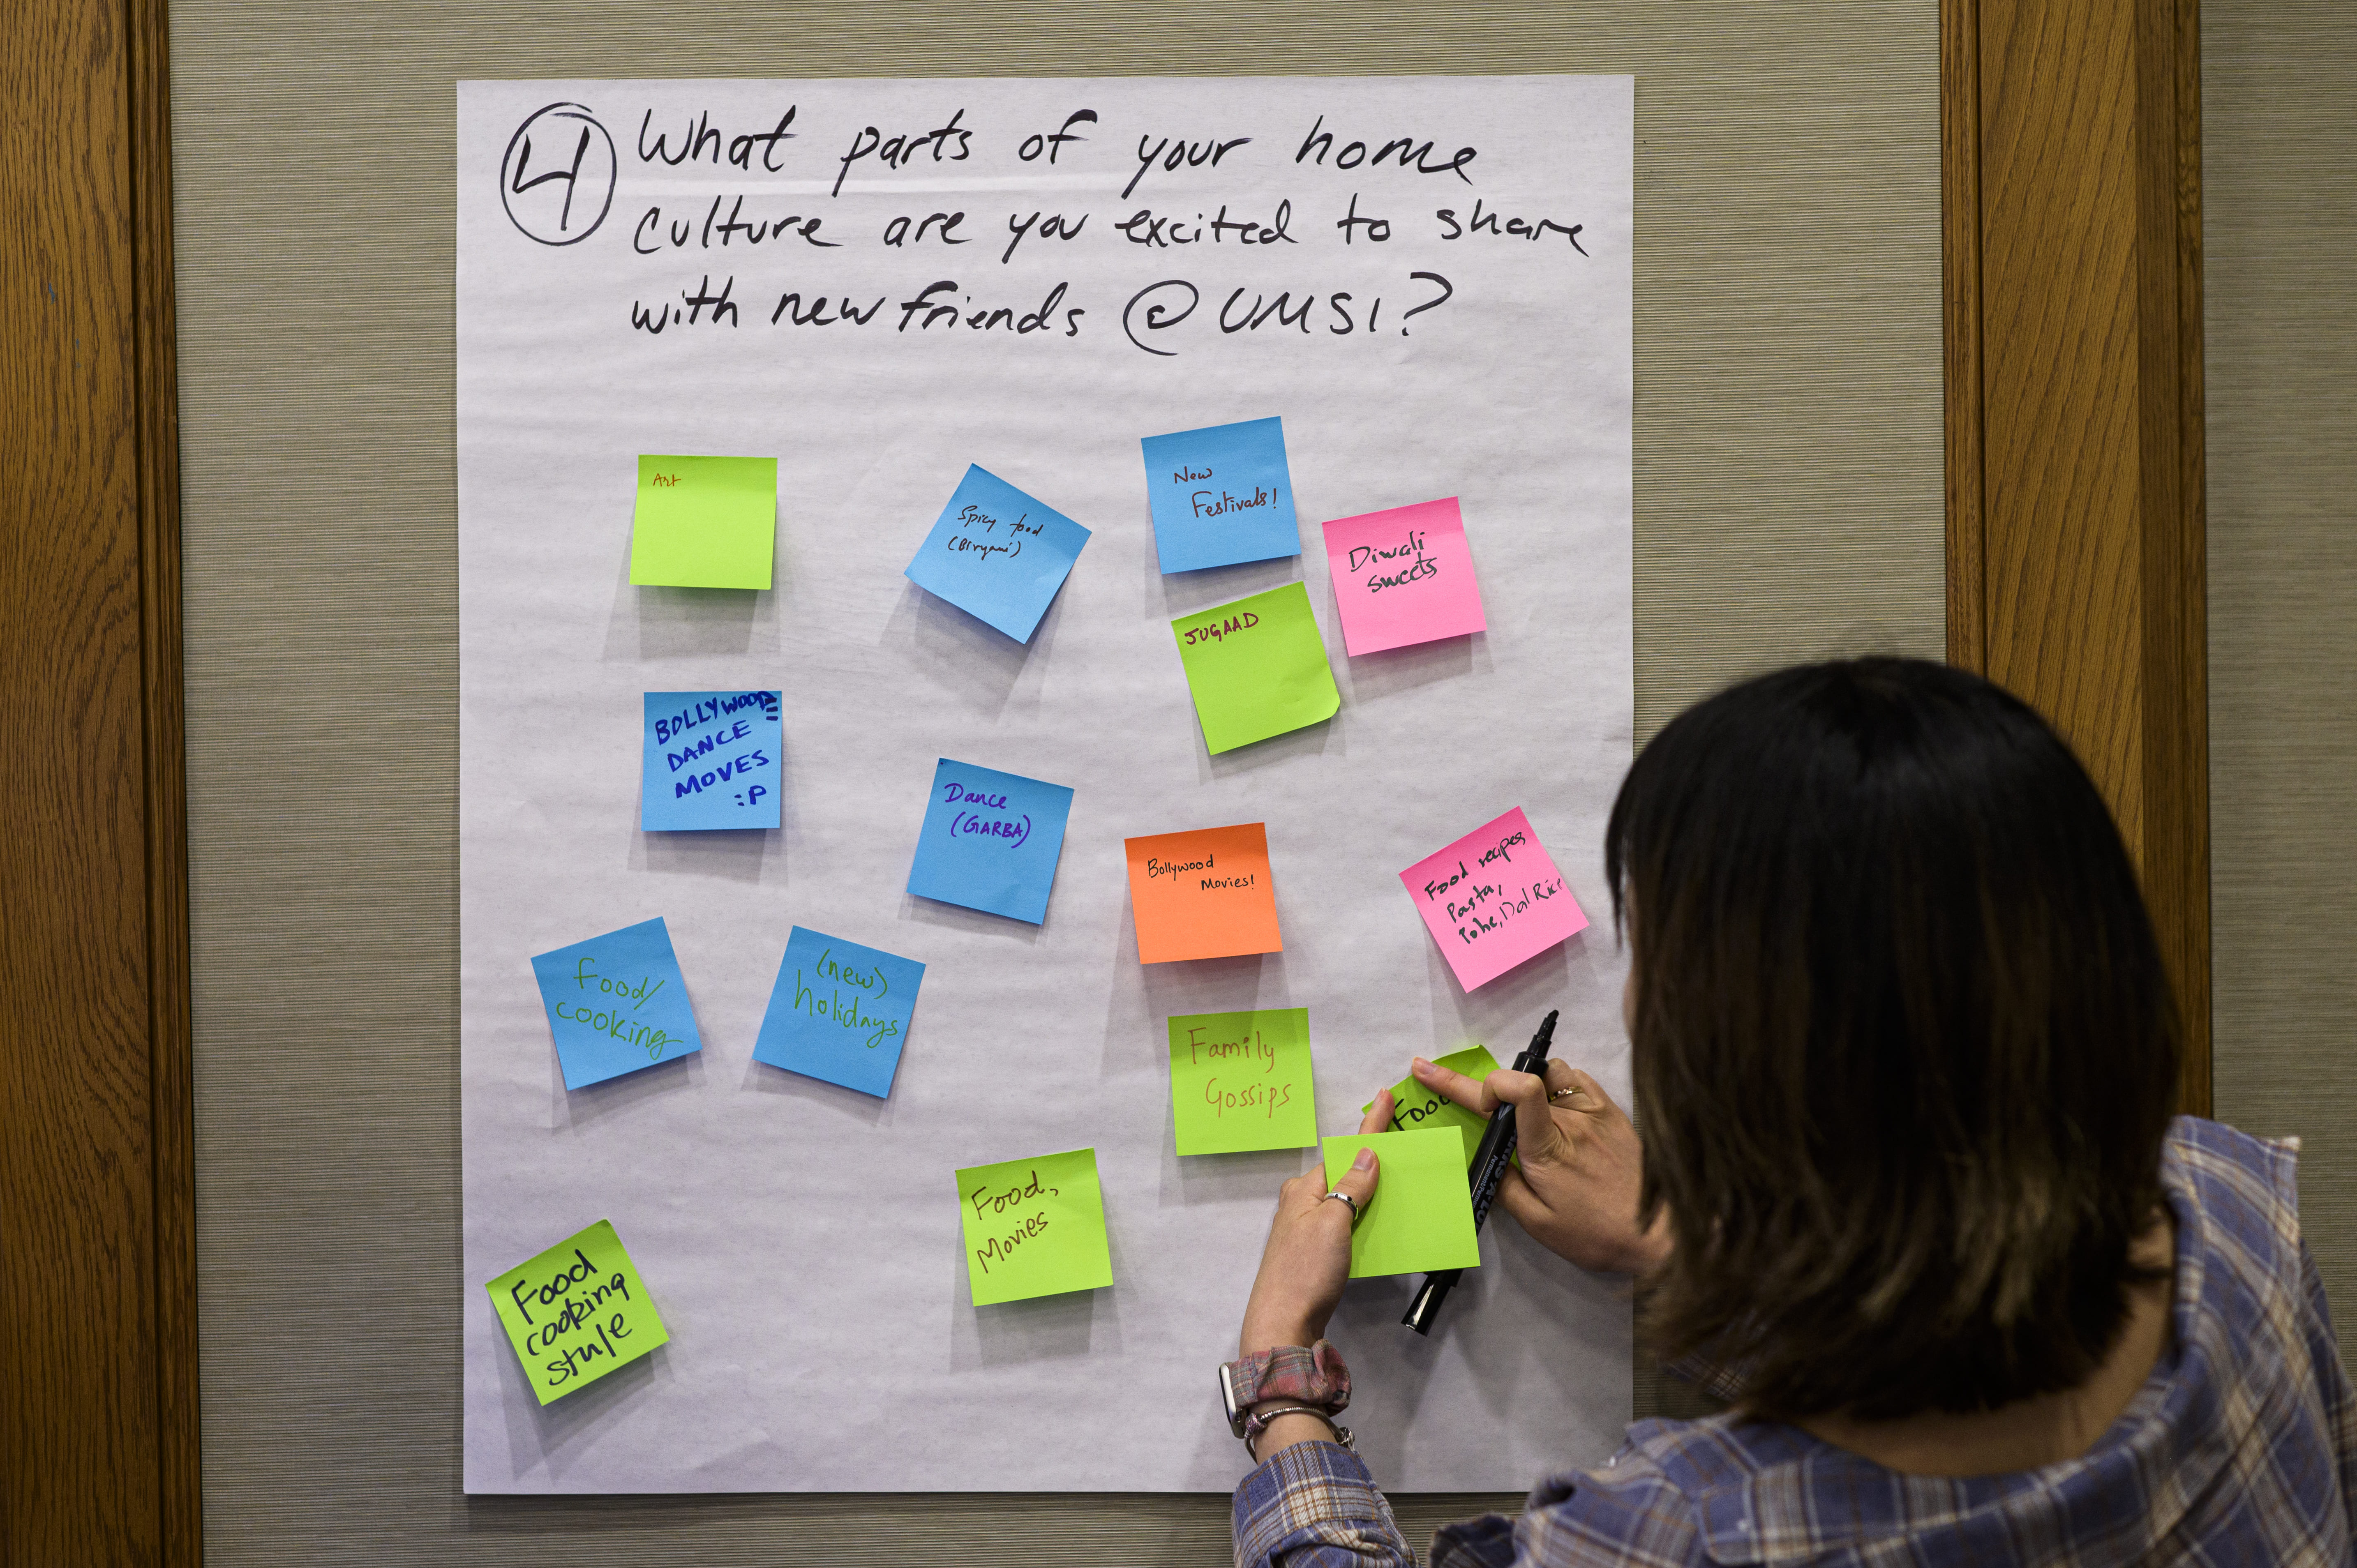 4 What parts of your home
culture are you excited to share
with new friends @ UMSI?
Art
Spicy food
(Biryani)
New
Festivals!
Diwali
sweets
JUGAAD
BOLLYWOOD
DANCE
MOVES
:P
Dance
(GARBA)
Bollywood
Movies!
Food recipes
Pasta,
Pohe, Dal Rice
food/
cooking
(new)
holidays
Family
Gossips
Food
Food,
Movies
Food
cooking
style